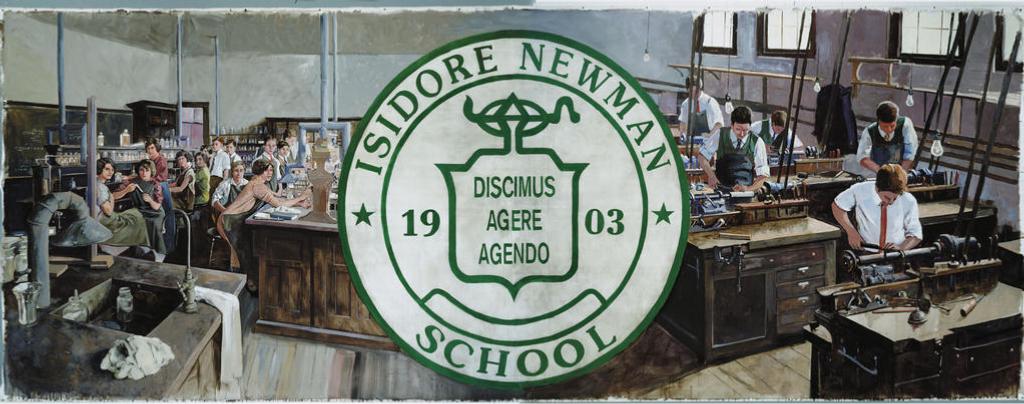 ISIDORE NEWMAN
19 03
DISCIMUS
AGERE
AGENDO
SCHOOL